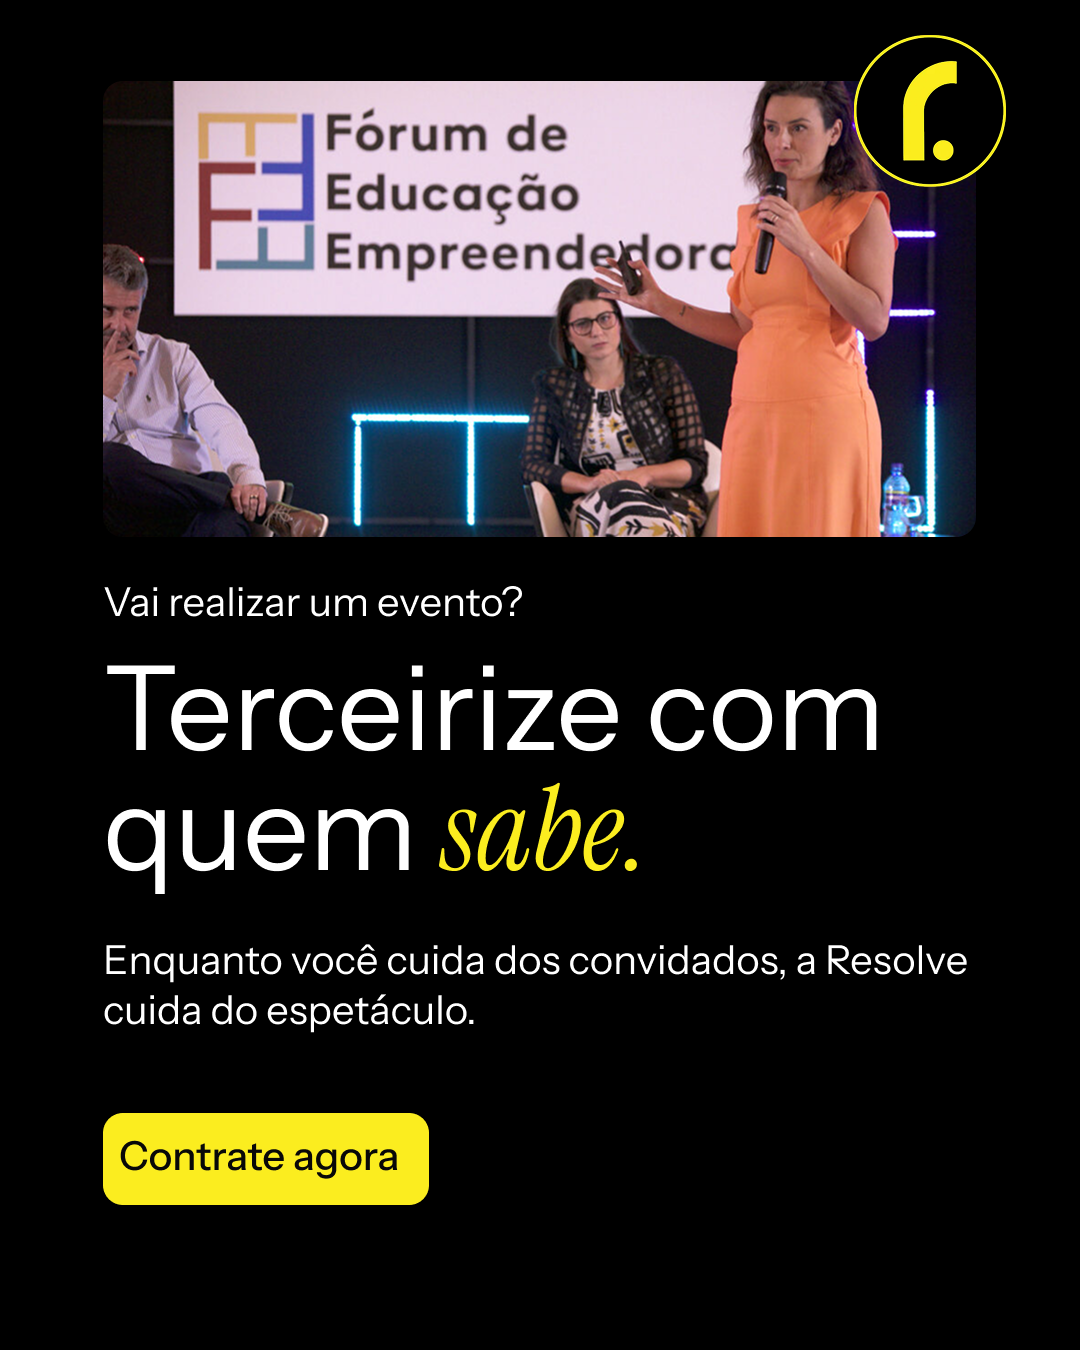 Fórum de
Educação
Empreendedora
r.
Vai realizar um evento?
Terceirize com
quem sabe.
Enquanto você cuida dos convidados, a Resolve
cuida do espetáculo.
Contrate agora